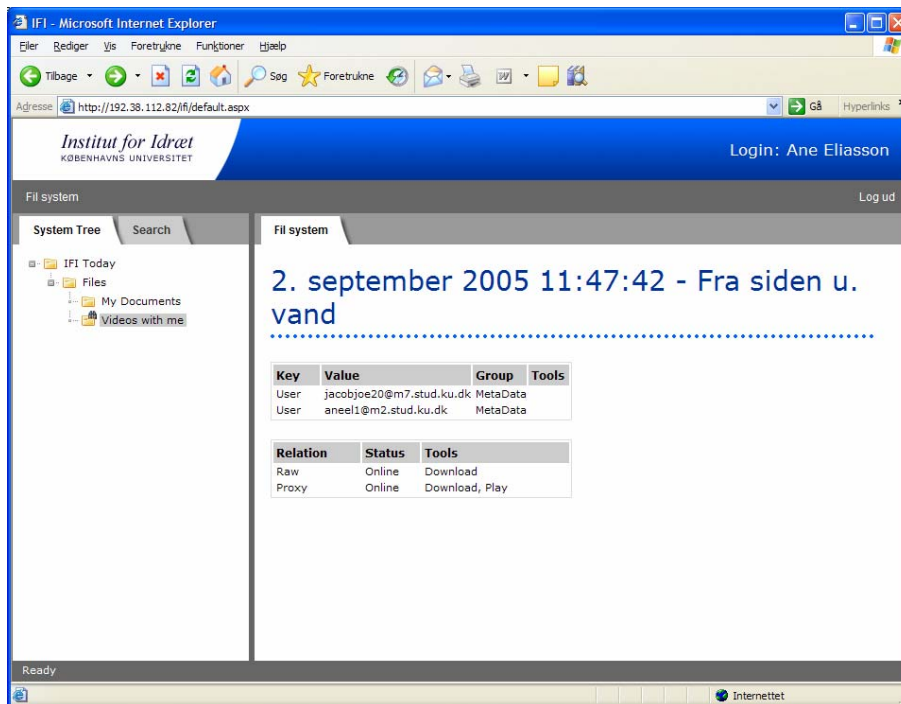 IFI - Microsoft Internet Explorer
Filer Rediger Vis Foretrukne Funktioner Hjælp
Tilbage Søg Foretrukne
Adresse http://192.38.112.82/ifi/default.aspx Gå Hyperlinks
Institut for Idræt
KØBENHAVNS UNIVERSITET
Login: Ane Eliasson
Fil system Log ud
System Tree Search Fil system
IFI Today
Files
My Documents
Videos with me
2. september 2005 11:47:42 - Fra siden u.
vand
Key Value Group Tools
User jacobjoe20@m7.stud.ku.dk MetaData
User aneel1@m2.stud.ku.dk MetaData
Relation Status Tools
Raw Online Download
Proxy Online Download, Play
Ready
Internettet